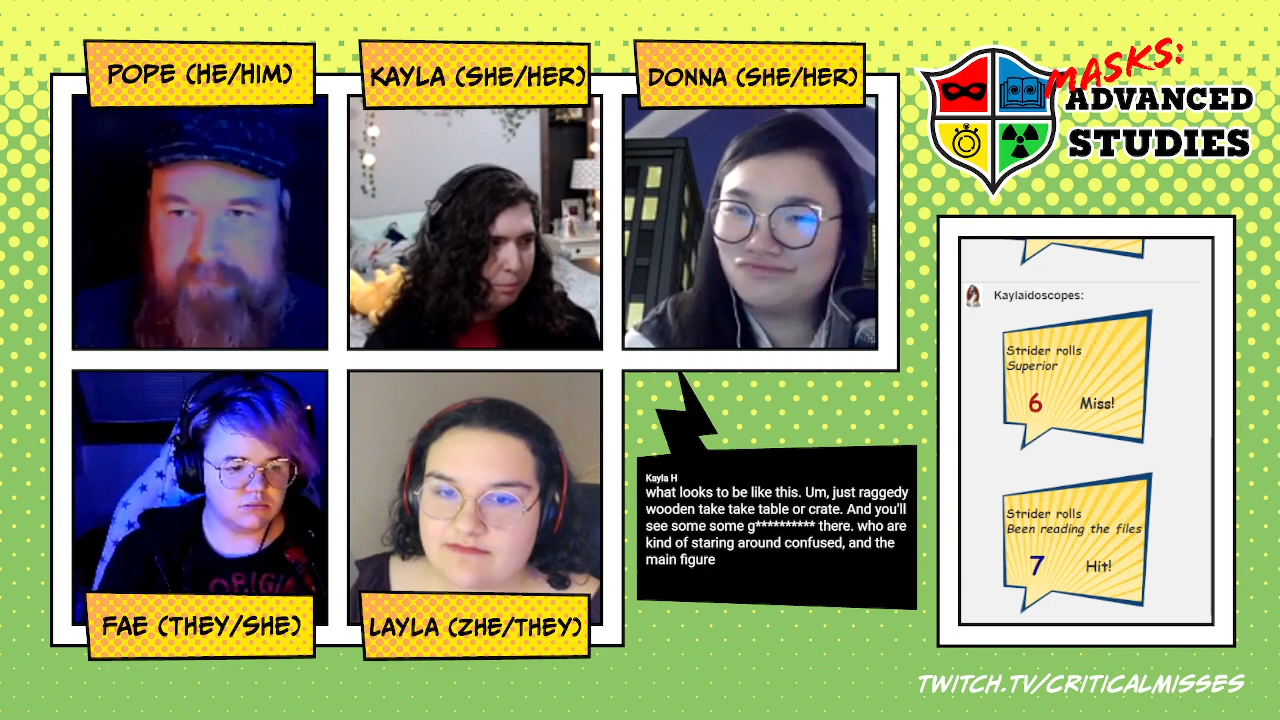 POPE (HE/HIM)
KAYLA (SHE/HER)
DONNA (SHE/HER)
MASKS:
ADVANCED
STUDIES
Kaylaidoscopes:
Strider rolls
Superior
6 Miss!
Strider rolls
Been reading the files
7 Hit!
Kayla H
what looks to be like this. Um, just raggedy
wooden take take table or crate. And you'll
see some some g********** there. who are
kind of staring around confused, and the
main figure
ORIGI
FAE (THEY/SHE)
LAYLA (ZHE/THEY)
TWITCH.TV/CRITICALMISSES